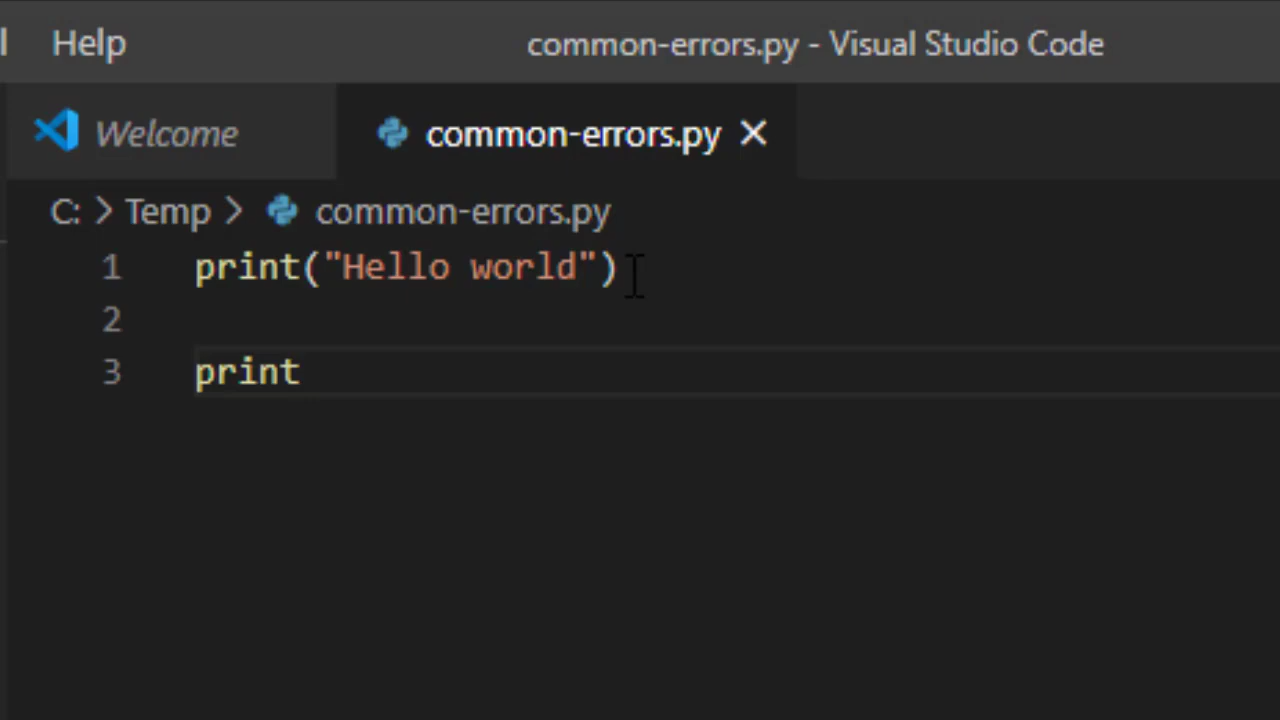 Help common-errors.py - Visual Studio Code
Welcome common-errors.py
C: > Temp > common-errors.py
1 print("Hello world")
2
3 print